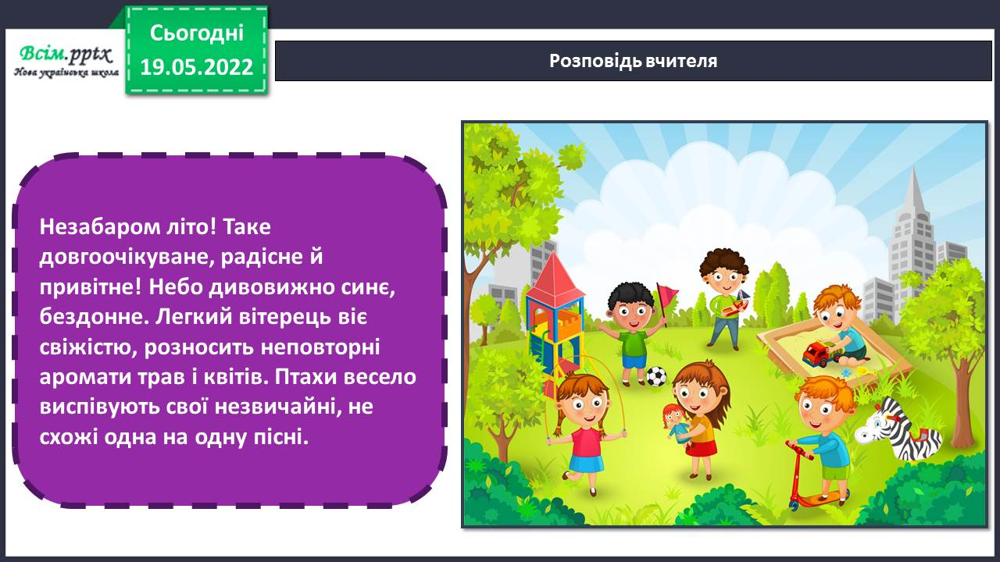 Всім.pptx
Нова українська школа
Сьогодні
19.05.2022
Розповідь вчителя
Незабаром літо! Таке
довгоочікуване, радісне й
привітне! Небо дивовижно синє,
бездонне. Легкий вітерець віє
свіжістю, розносить неповторні
аромати трав і квітів. Птахи весело
виспівують свої незвичайні, не
схожі одна на одну пісні.